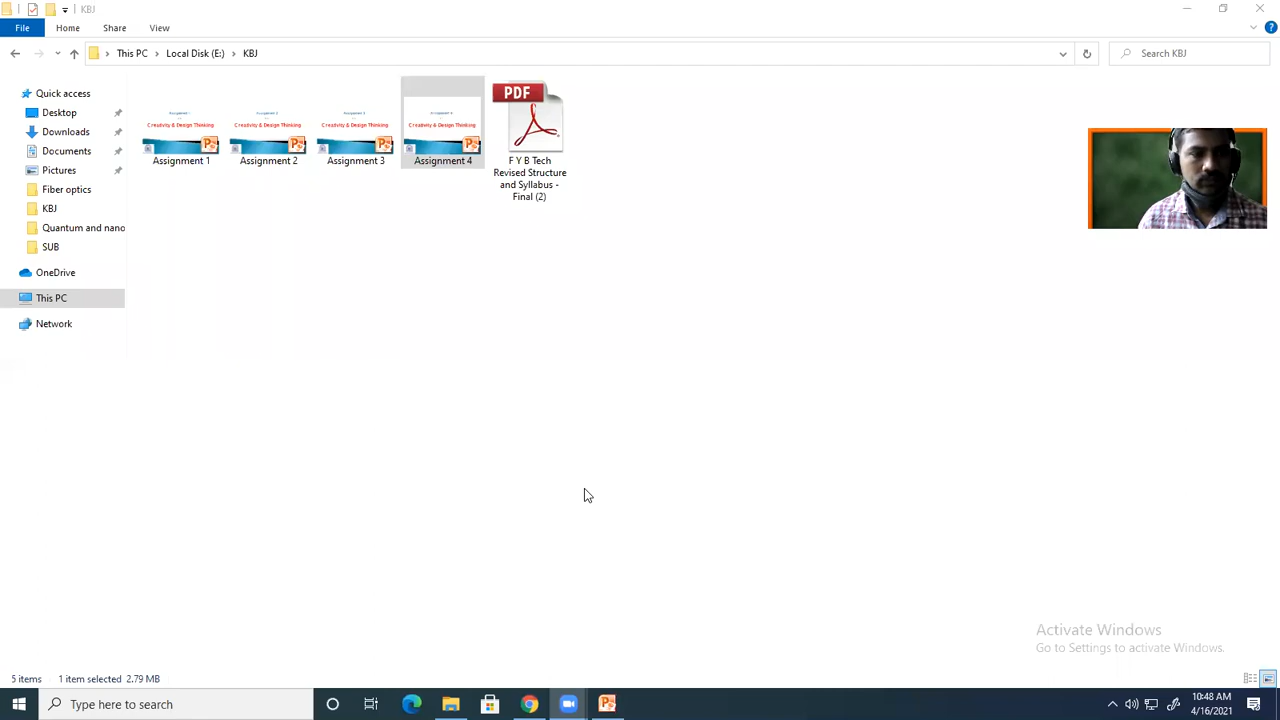 KBJ
File
Home
Share
View
This PC
Local Disk (E:)
KBJ
Search KBJ
Quick access
Desktop
Downloads
Documents
Pictures
Fiber optics
KBJ
Quantum and nano
SUB
OneDrive
This PC
Network
Creativity & Design Thinking
Assignment 1
Creativity & Design Thinking
Assignment 2
Creativity & Design Thinking
Assignment 3
Creativity & Design Thinking
Assignment 4
PDF
F Y B Tech
Revised Structure
and Syllabus -
Final (2)
Activate Windows
Go to Settings to activate Windows.
5 items
1 item selected 2.79 MB
Type here to search
10:48 AM
4/16/2021